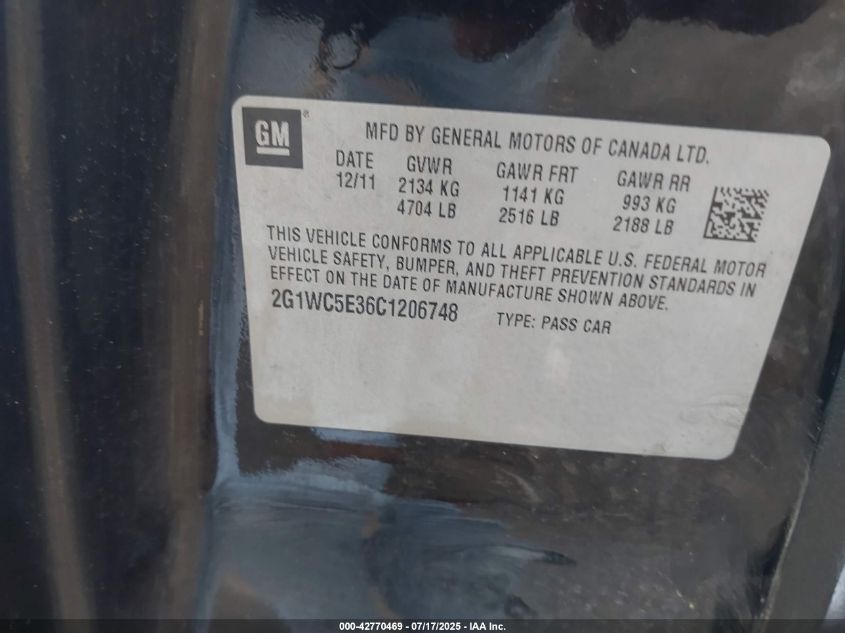 GM ®
MFD BY GENERAL MOTORS OF CANADA LTD.
DATE GVWR GAWR FRT GAWR RR
12/11 2134 KG 1141 KG 993 KG
4704 LB 2516 LB 2188 LB
THIS VEHICLE CONFORMS TO ALL APPLICABLE U.S. FEDERAL MOTOR
VEHICLE SAFETY, BUMPER, AND THEFT PREVENTION STANDARDS IN
EFFECT ON THE DATE OF MANUFACTURE SHOWN ABOVE.
2G1WC5E36C1206748 TYPE: PASS CAR
000-42770469 - 07/17/2025 - IAA Inc.